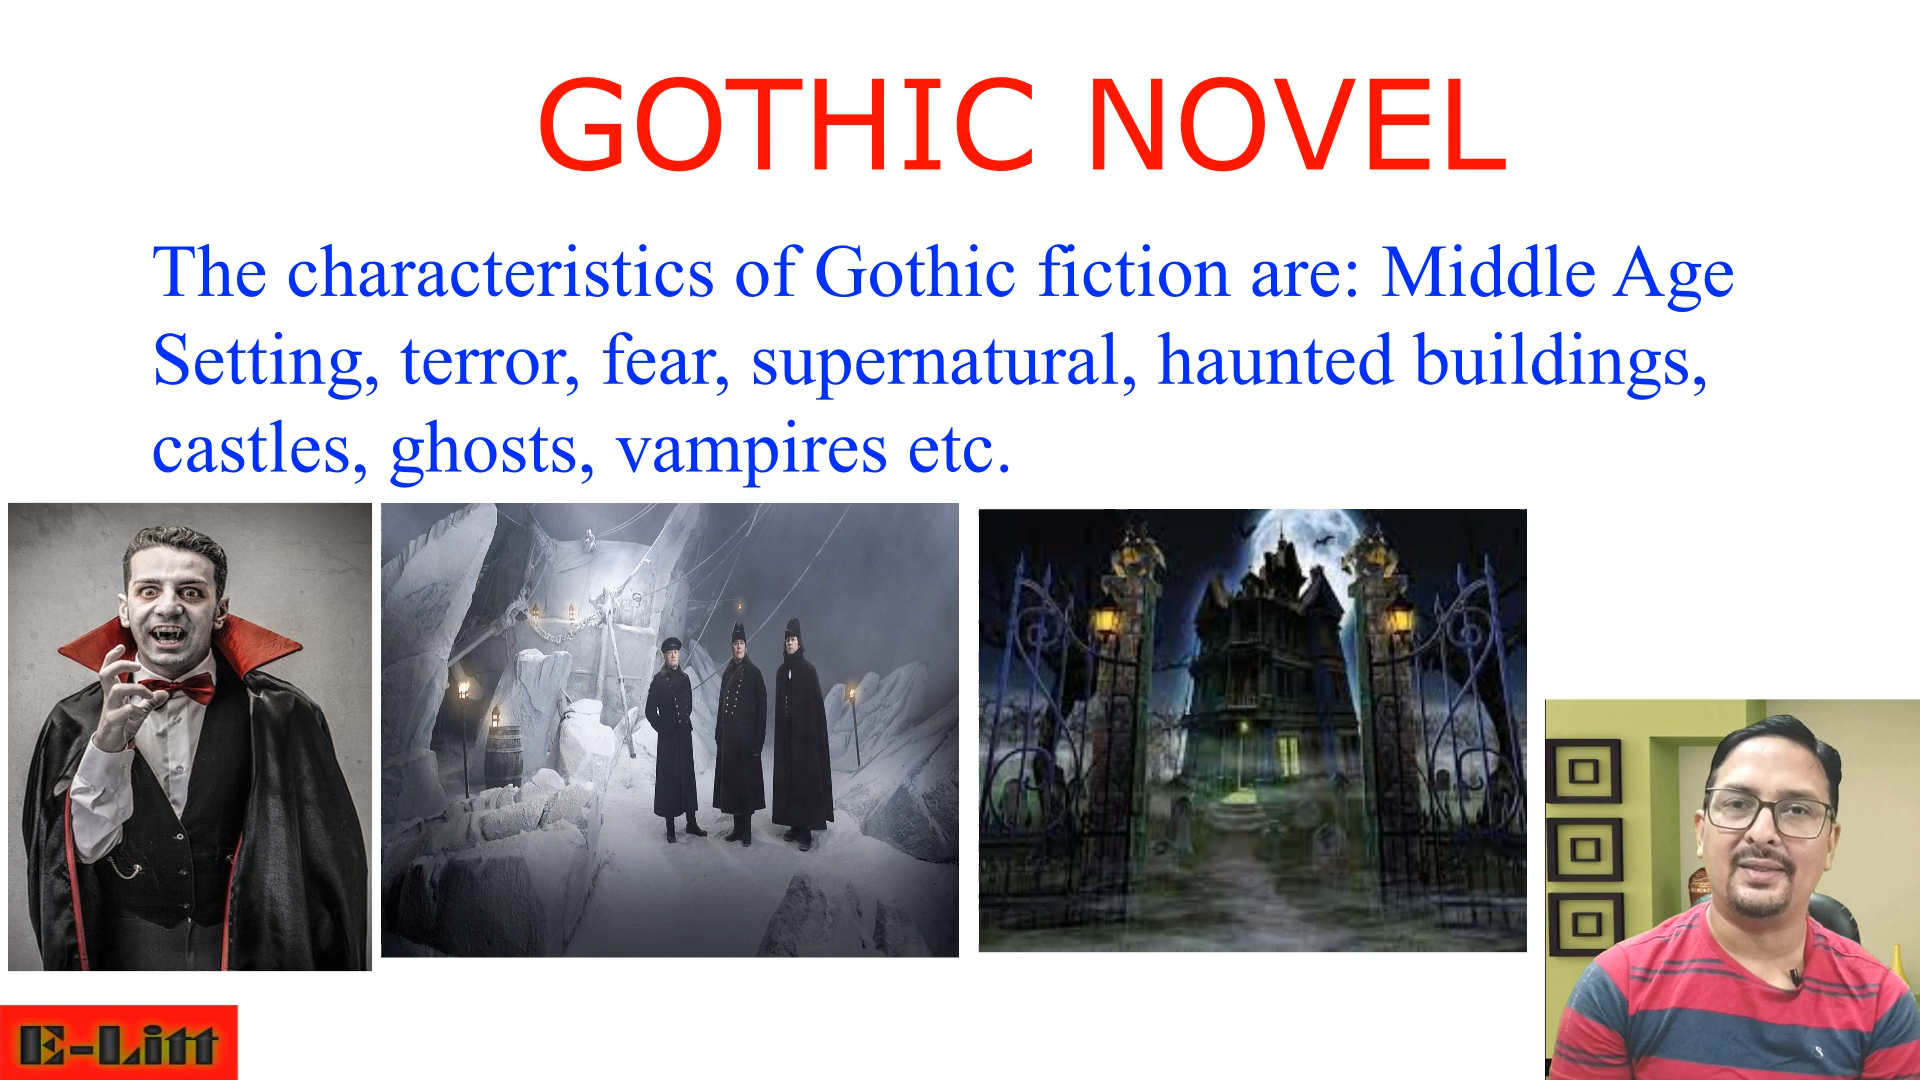 GOTHIC NOVEL
The characteristics of Gothic fiction are: Middle Age
Setting, terror, fear, supernatural, haunted buildings,
castles, ghosts, vampires etc.
E-Litt